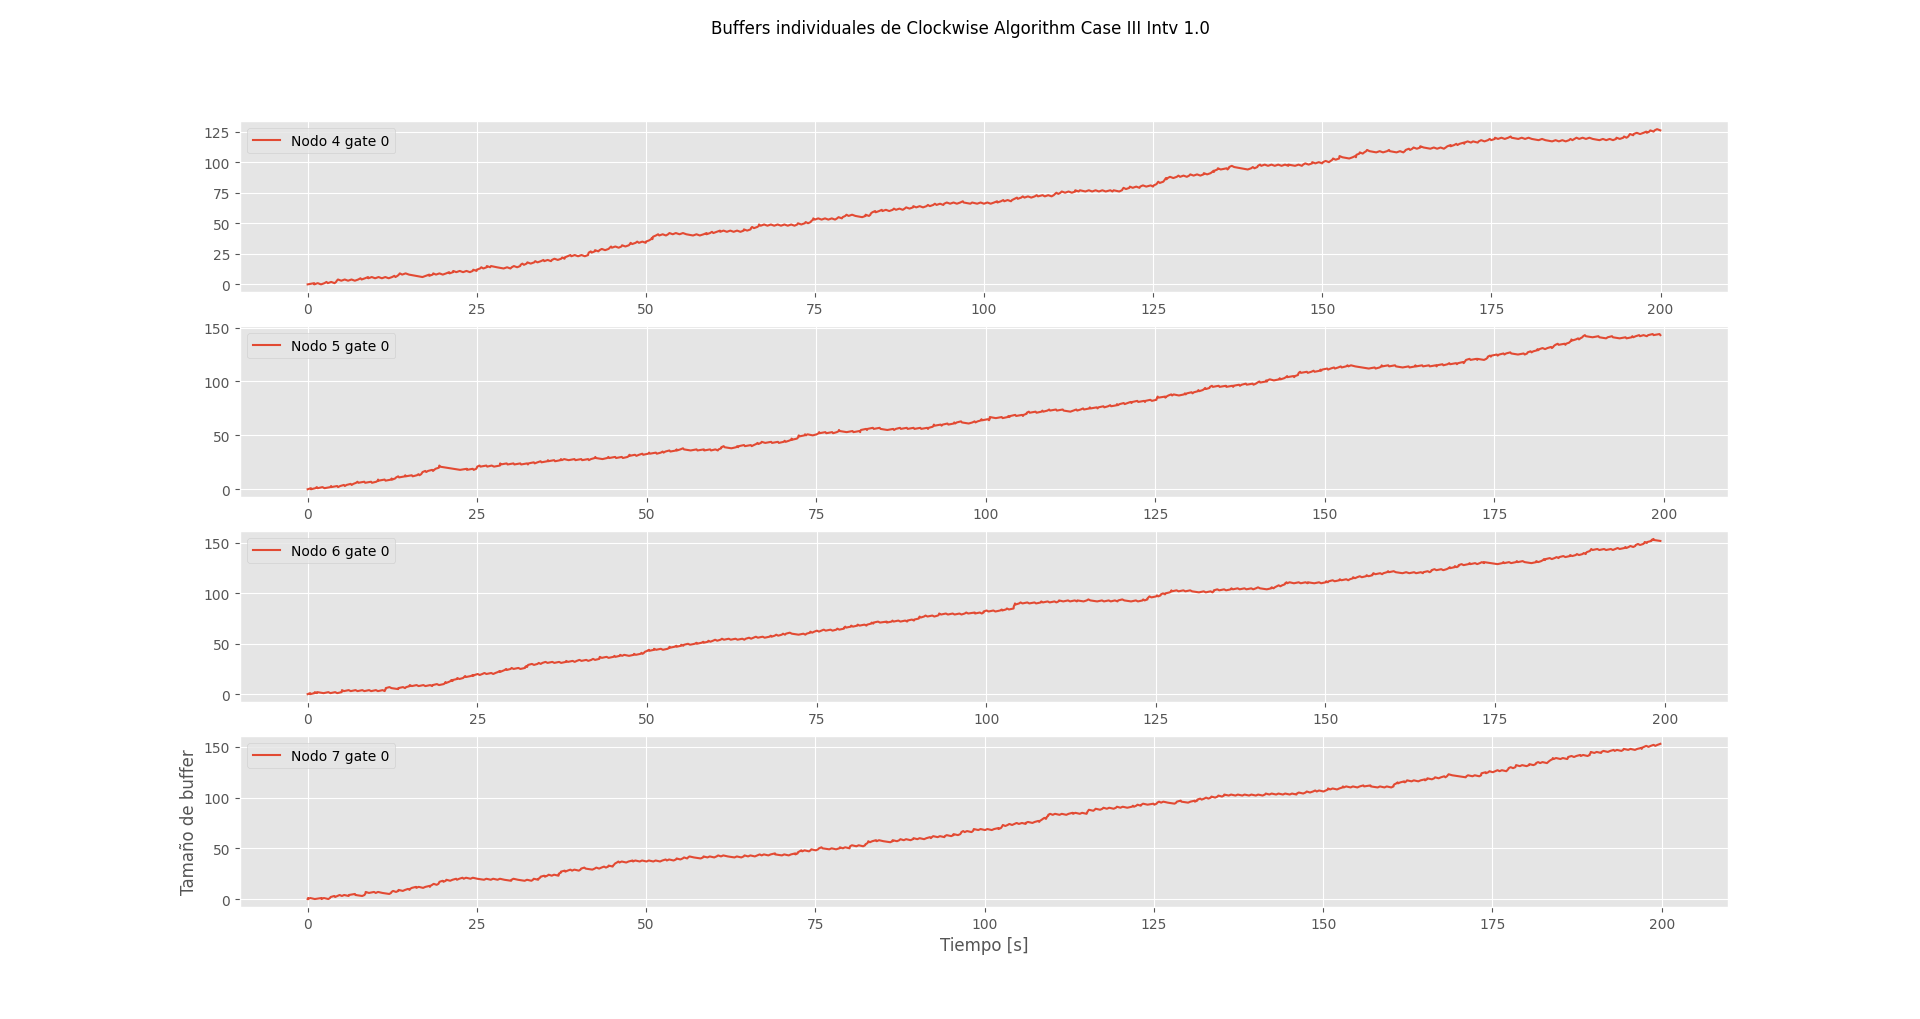 Buffers individuales de Clockwise Algorithm Case III Intv 1.0
Nodo 4 gate 0
125
100
75
50
25
0
0 25 50 75 100 125 150 175 200
Nodo 5 gate 0
150
100
50
0
0 25 50 75 100 125 150 175 200
Nodo 6 gate 0
150
100
50
0
0 25 50 75 100 125 150 175 200
Nodo 7 gate 0
150
100
50
0
Tamaño de buffer
0 25 50 75 100 125 150 175 200
Tiempo [s]